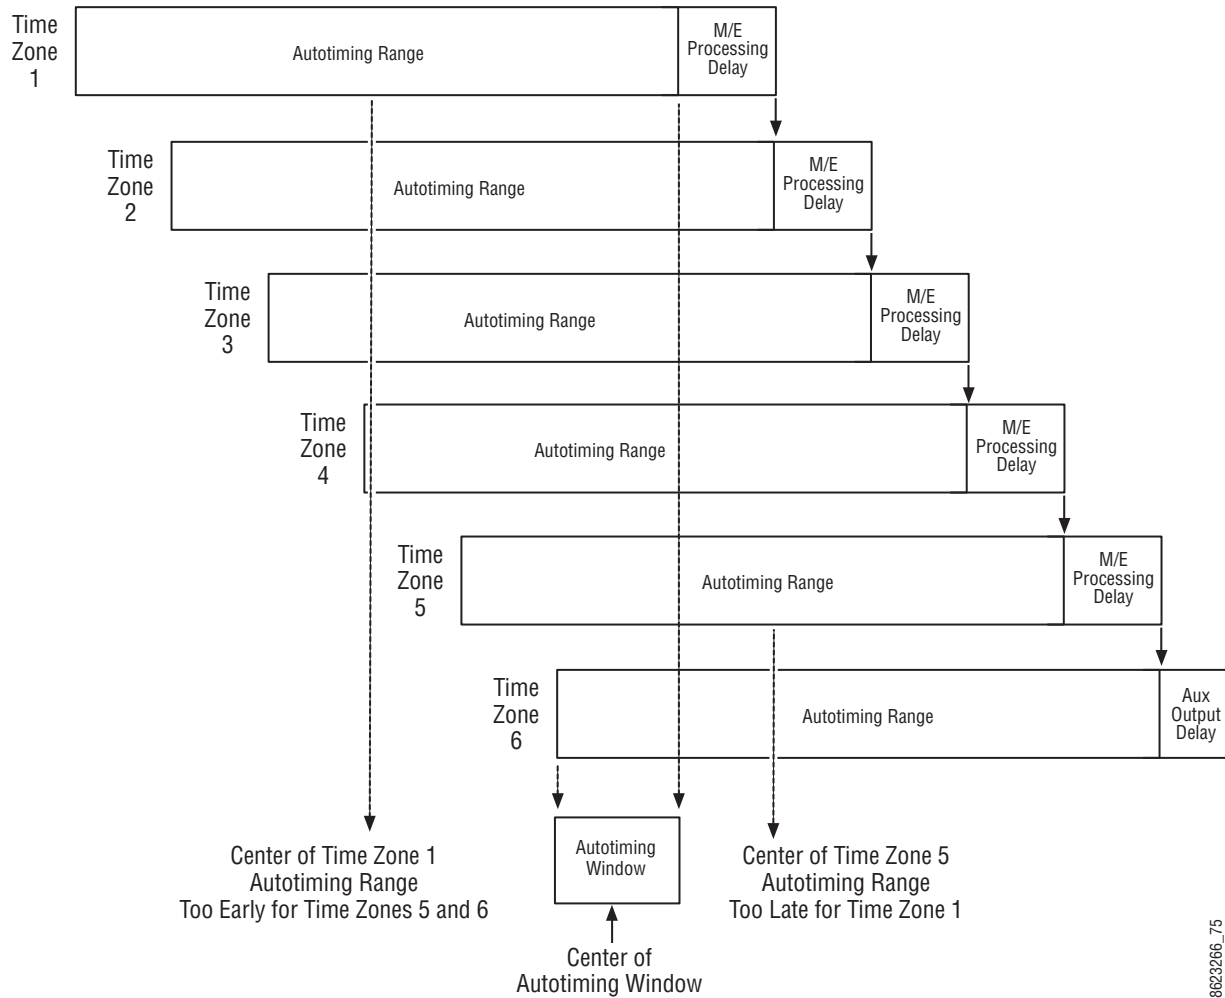 Time
Zone
1
Autotiming Range
M/E
Processing
Delay
Time
Zone
2
Autotiming Range
M/E
Processing
Delay
Time
Zone
3
Autotiming Range
M/E
Processing
Delay
Time
Zone
4
Autotiming Range
M/E
Processing
Delay
Time
Zone
5
Autotiming Range
M/E
Processing
Delay
Time
Zone
6
Autotiming Range
Aux
Output
Delay
Center of Time Zone 1
Autotiming Range
Too Early for Time Zones 5 and 6
Autotiming
Window
Center of Time Zone 5
Autotiming Range
Too Late for Time Zone 1
Center of
Autotiming Window
8623266_75